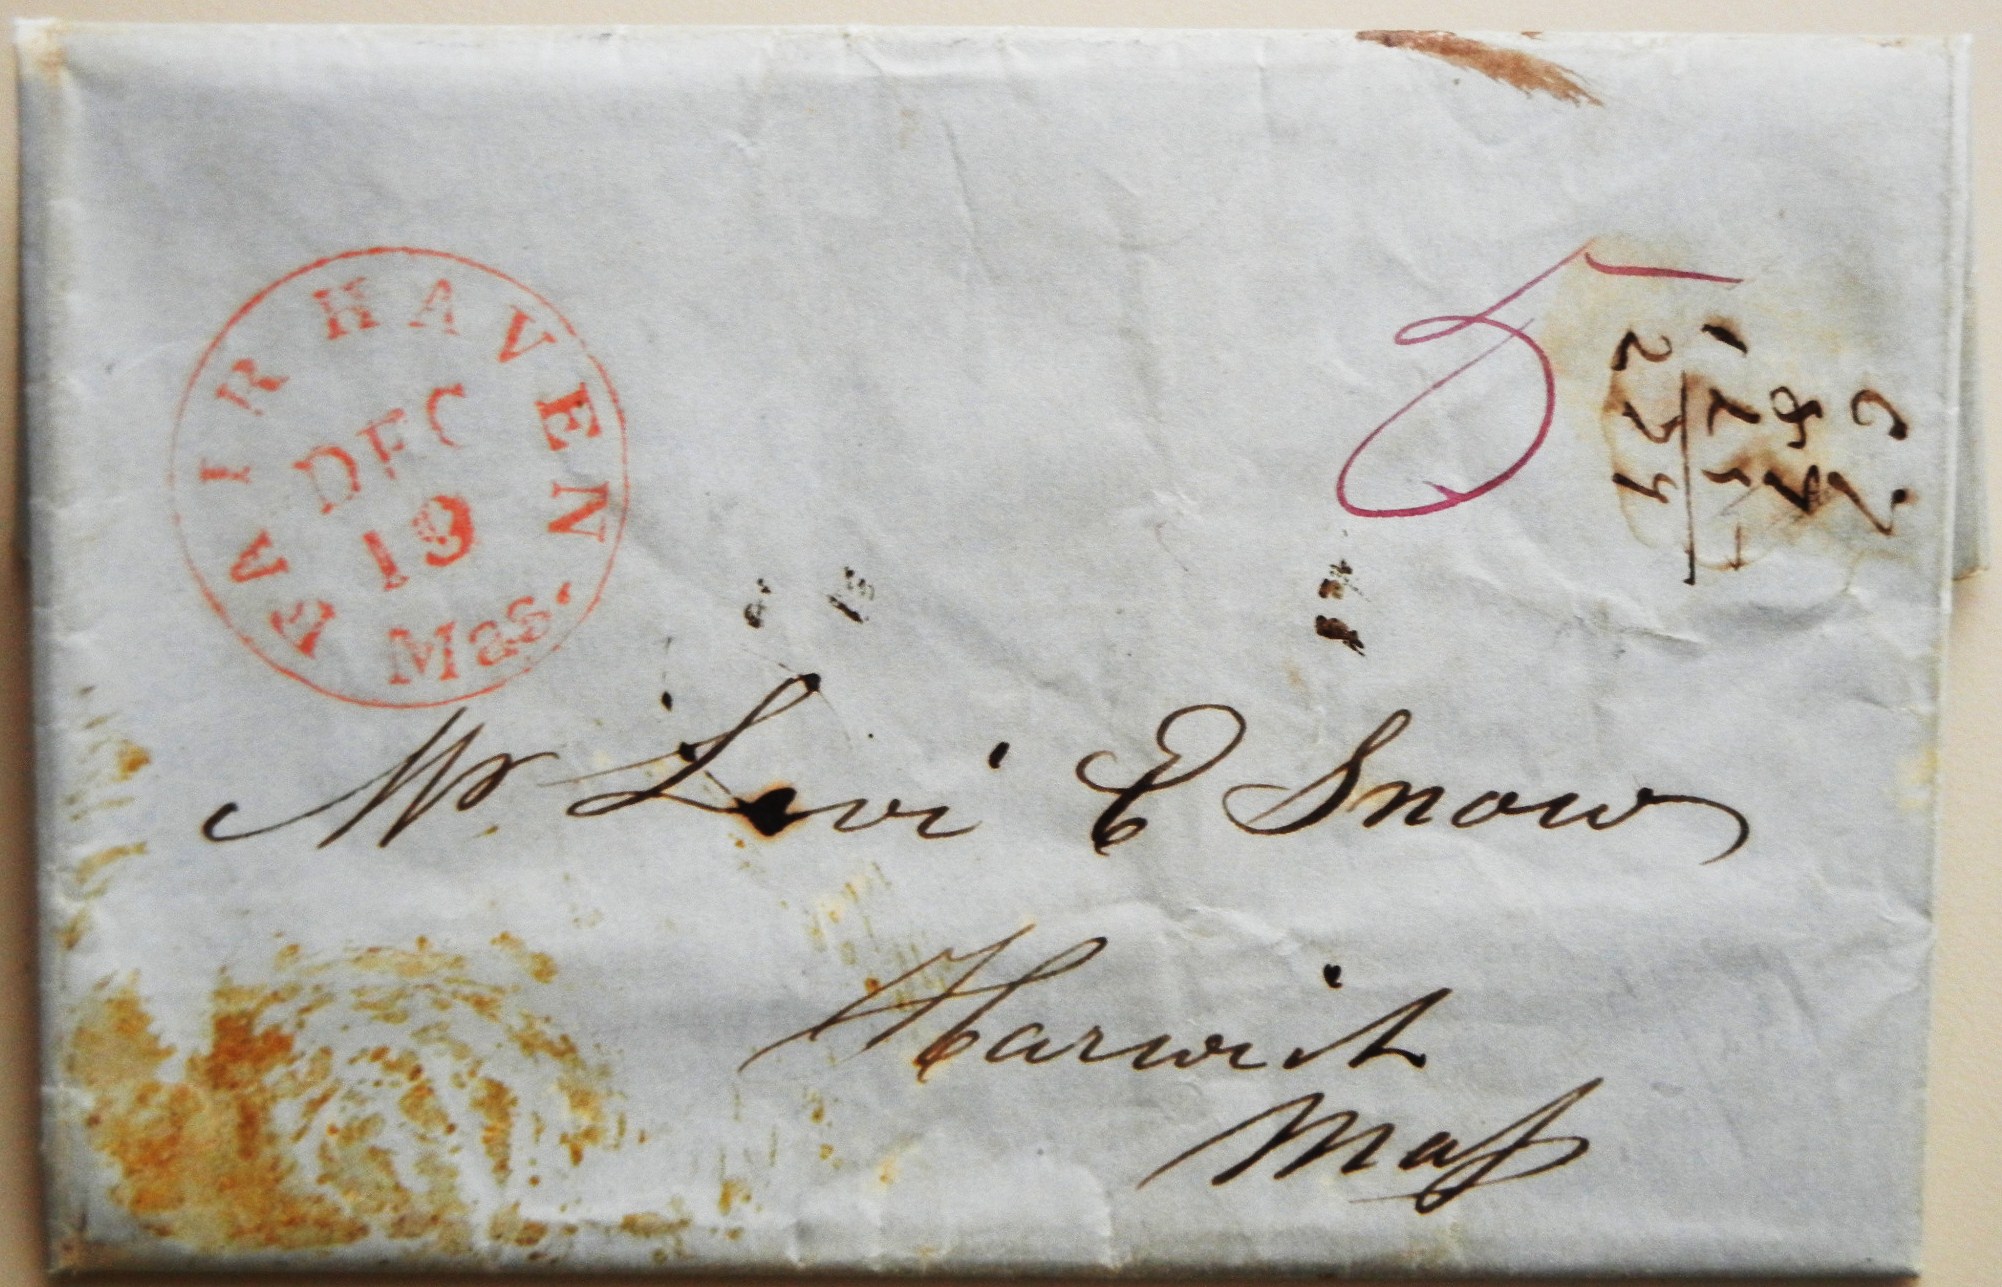 FAIR HAVEN
DEC
19
Mas.
5
Mr Levi E Snow
Harwich
Mass